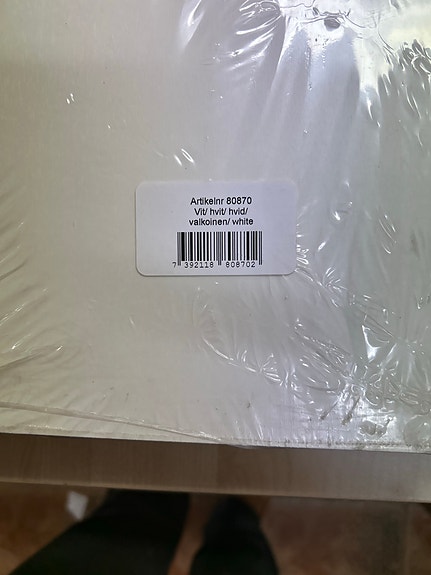 Artikelnr 80870
Vit/ hvit/ hvid/
valkoinen/ white
7 392118 808702